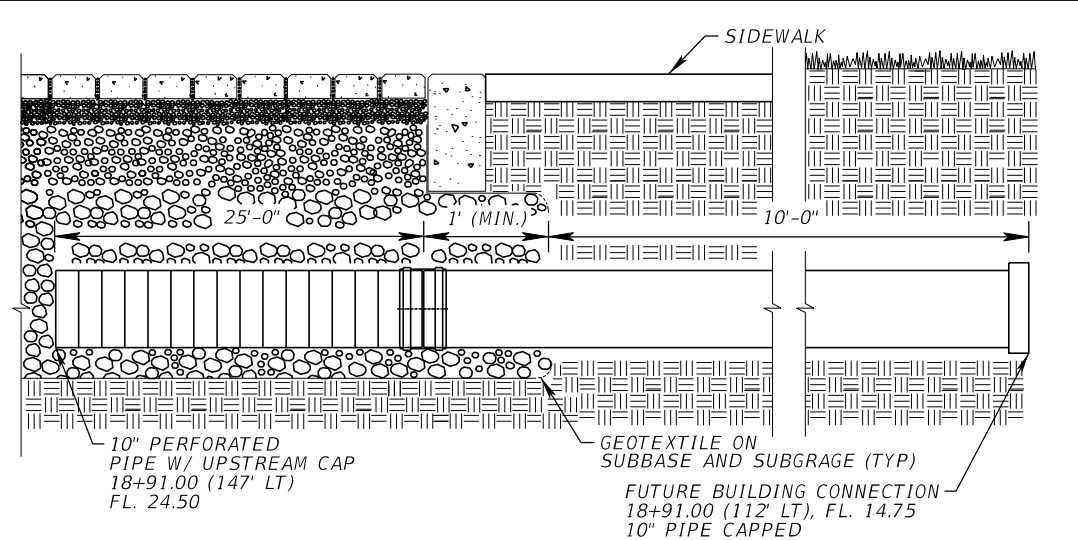 SIDEWALK
25'-0"
1' (MIN.)
10'-0"
10" PERFORATED
PIPE W/ UPSTREAM CAP
18+91.00 (147' LT)
FL. 24.50
GEOTEXTILE ON
SUBBASE AND SUBGRAGE (TYP)
FUTURE BUILDING CONNECTION
18+91.00 (112' LT), FL. 14.75
10" PIPE CAPPED